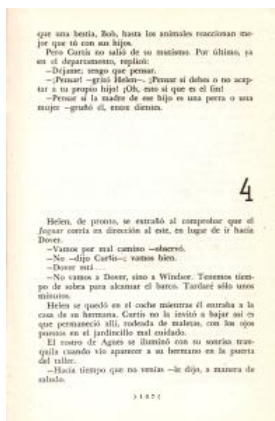 que una bestia, Bob, hasta los animales reaccionan me-
jor que tú con sus hijos.
Pero Curtis no salió de su mutismo. Por último, ya
en el departamento, replicó:
—Déjame; tengo que pensar.
—¡Pensar! —gritó Helen—. ¡Pensar si debes o no acep-
tar a tu propio hijo! ¡Oh, esto sí que es el fin!
—Pensar si la madre de ese hijo es una perra o una
mujer —gruñó él, entre dientes.
4
Helen, de pronto, se extrañó al comprobar que el
Jaguar corría en dirección al este, en lugar de ir hacia
Dover.
—Vamos por mal camino —observó.
—No —dijo Curtis—; vamos bien.
—Dover está...
—No vamos a Dover, sino a Windsor. Tenemos tiem-
po de sobra para alcanzar el barco. Tardaré sólo unos
minutos.
Helen se quedó en el coche mientras él entraba a la
casa de su hermana. Curtis no la invitó a bajar así es
que permaneció allí, rodeada de maletas, con los ojos
puestos en el jardincillo mal cuidado.
El rostro de Agnes se iluminó con su sonrisa tran-
quila cuando vio aparecer a su hermano en la puerta
del taller.
—Hacía tiempo que no venías —le dijo, a manera de
saludo.